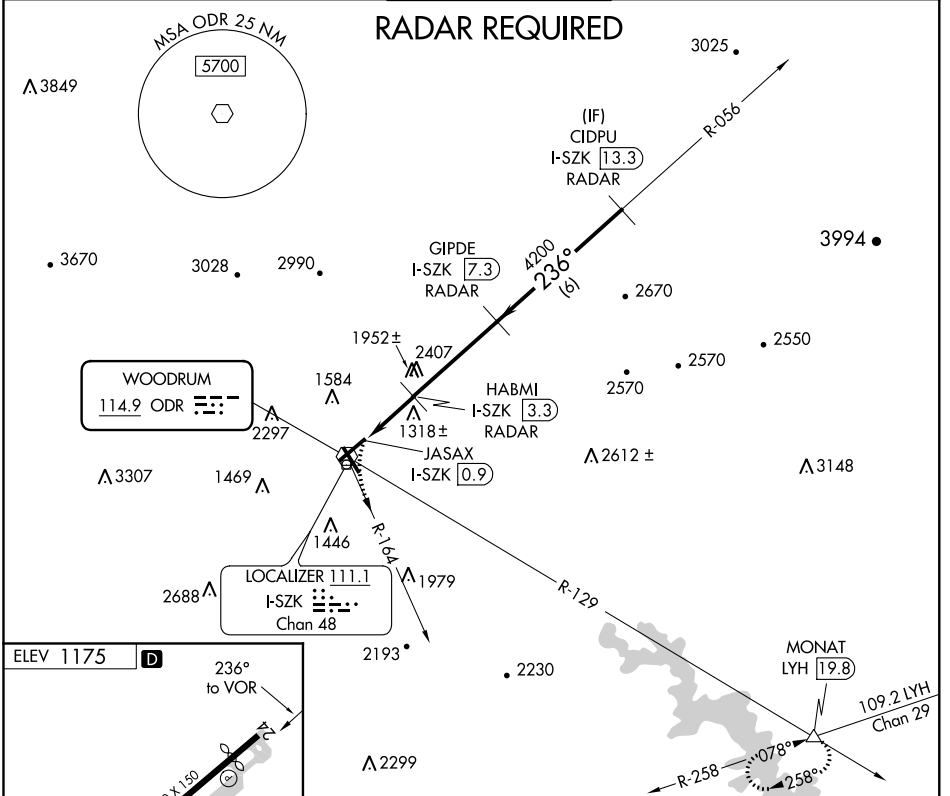 RADAR REQUIRED
MSA ODR 25 NM
5700
3849
3025
R-056
(IF)
CIDPU
I-SZK 13.3
RADAR
3994
GIPDE
I-SZK 7.3
RADAR
4200
236°
(6)
3670
3028
2990
2670
2550
2570
2570
1952 ±
2407
WOODRUM
114.9 ODR
1584
2297
HABMI
I-SZK 3.3
RADAR
1318 ±
JASAX
I-SZK 0.9
2612 ±
3148
3307
1469
1446
R-164
LOCALIZER 111.1
I-SZK
Chan 48
2688
1979
R-129
2193
2230
MONAT
LYH 19.8
109.2 LYH
Chan 29
078°
258°
R-258
2299
ELEV 1175
D
236°
to VOR
24
X 150
P